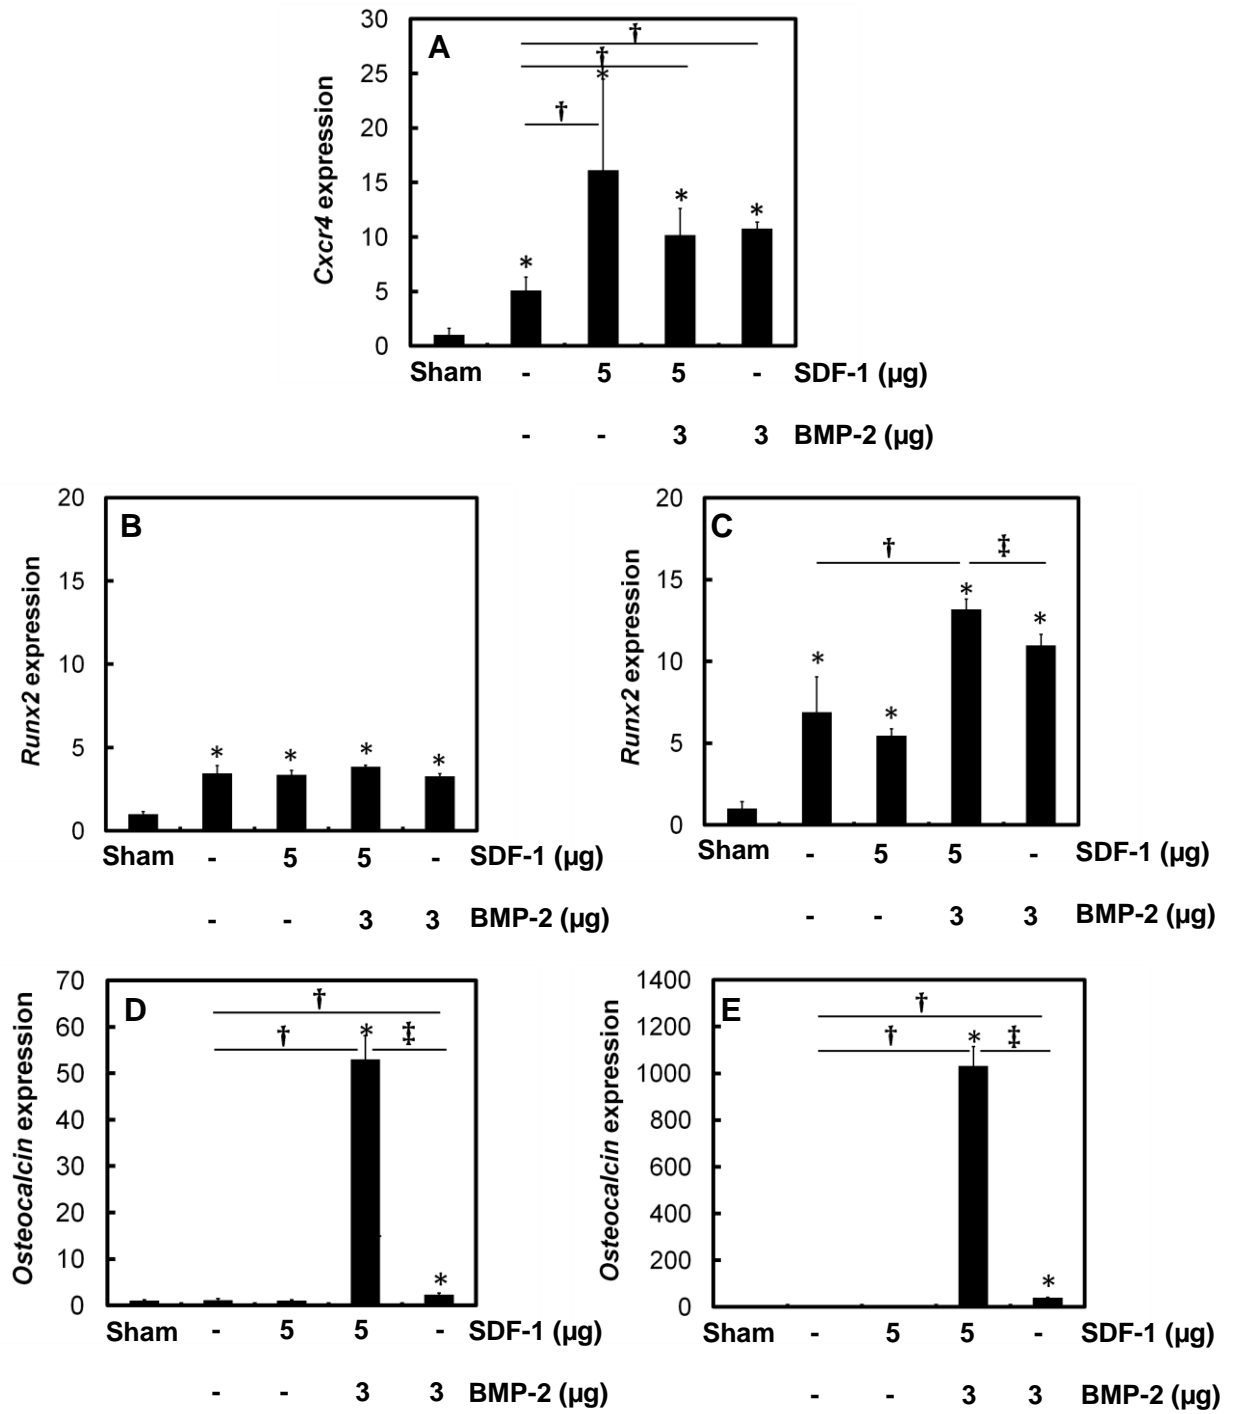 A
Cxcr4 expression
30
25
20
15
10
5
0
†
†
*
†
*
*
*
Sham - 5 5 - SDF-1 (µg)
- - 3 3 BMP-2 (µg)
B
Runx2 expression
20
15
10
5
0
* * * *
Sham - 5 5 - SDF-1 (µg)
- - 3 3 BMP-2 (µg)
C
Runx2 expression
20
15
10
5
0
† ‡
* * * *
Sham - 5 5 - SDF-1 (µg)
- - 3 3 BMP-2 (µg)
D
Osteocalcin expression
70
60
50
40
30
20
10
0
†
† * ‡
*
Sham - 5 5 - SDF-1 (µg)
- - 3 3 BMP-2 (µg)
E
Osteocalcin expression
1400
1200
1000
800
600
400
200
0
†
† * ‡
*
Sham - 5 5 - SDF-1 (µg)
- - 3 3 BMP-2 (µg)